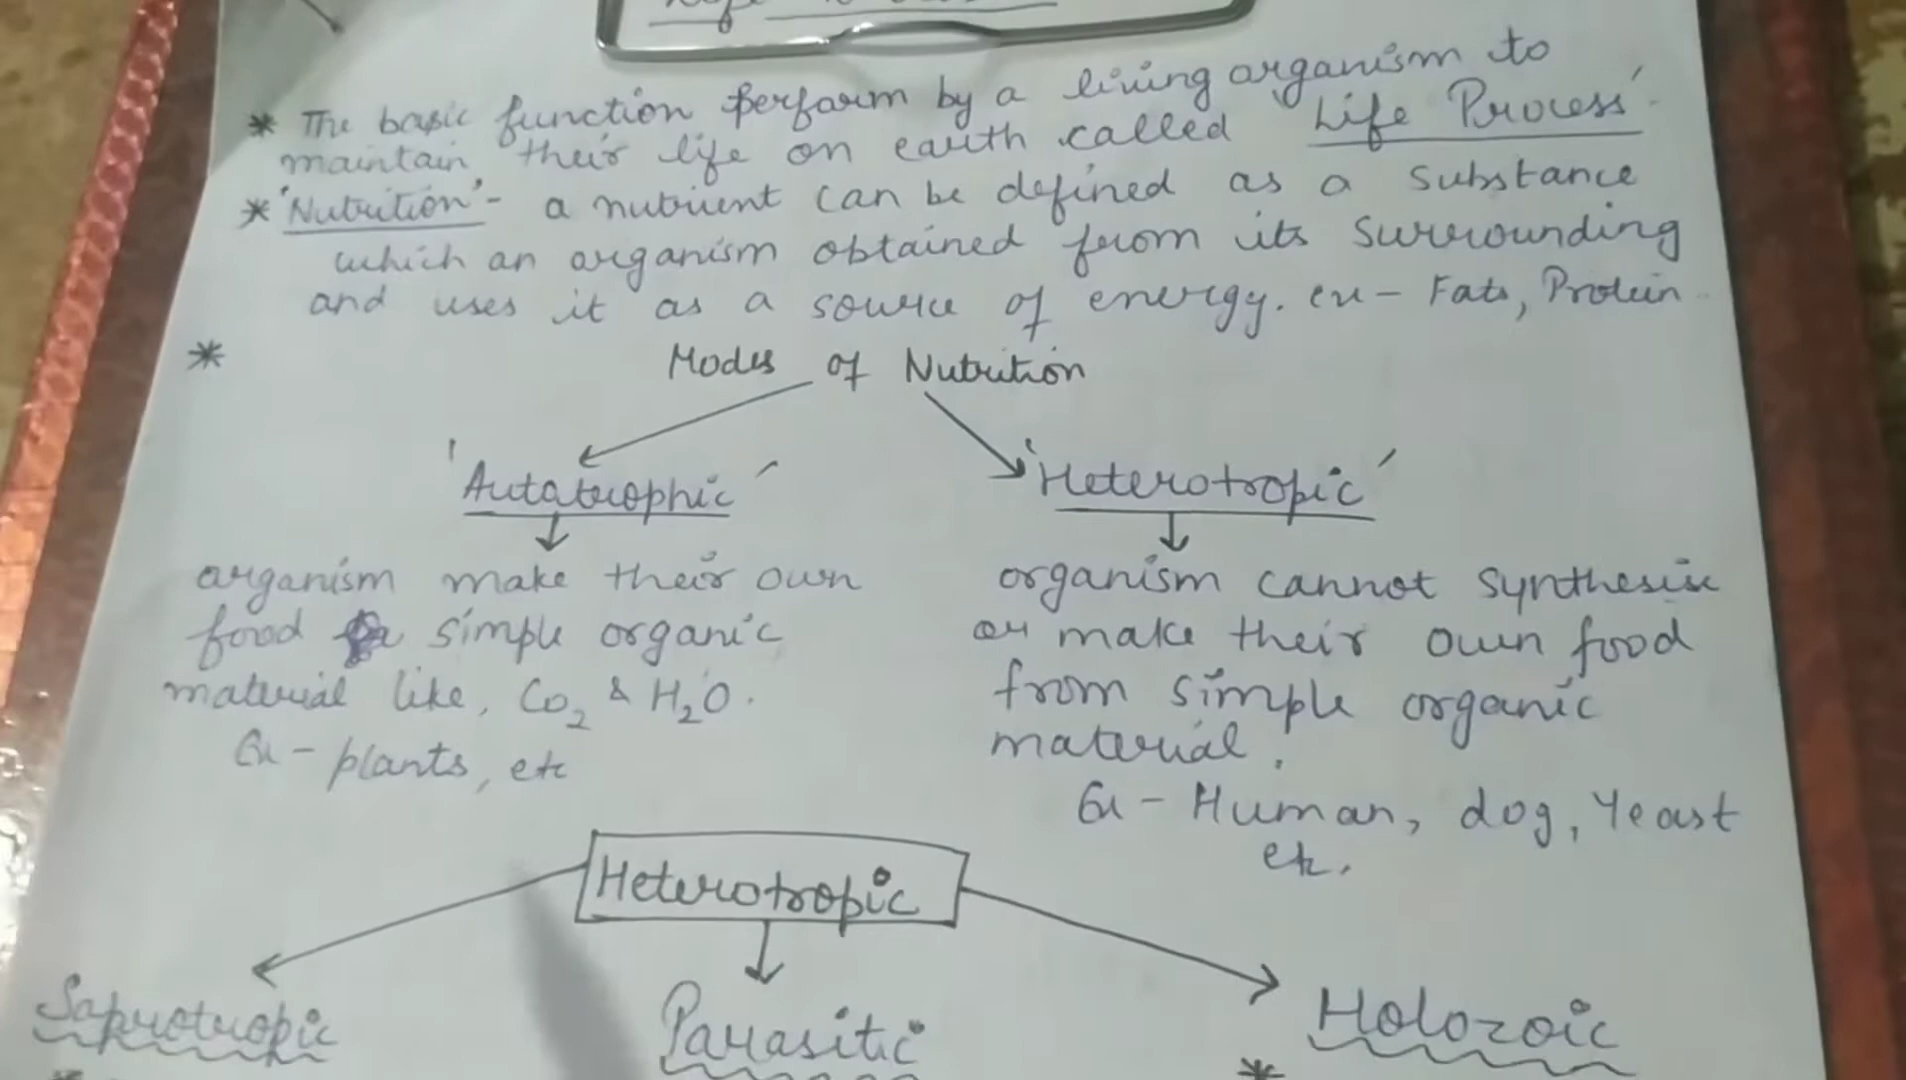 * The basic function perform by a living organism to
maintain their life on earth called 'Life Process'.
* 'Nutrition' - a nutrient can be defined as a substance
which an organism obtained from its surrounding
and uses it as a source of energy. ex - Fats, Protein
* Modes of Nutrition
'Autatrophic' 'Heterotropic'
organism make their own
food simple organic
material like, Co2 & H2O.
Ex - plants, etc
organism cannot synthesise
or make their own food
from simple organic
material.
Ex - Human, dog, Yeast
etc.
Heterotropic
Saprotropic Parasitic Holozoic
*